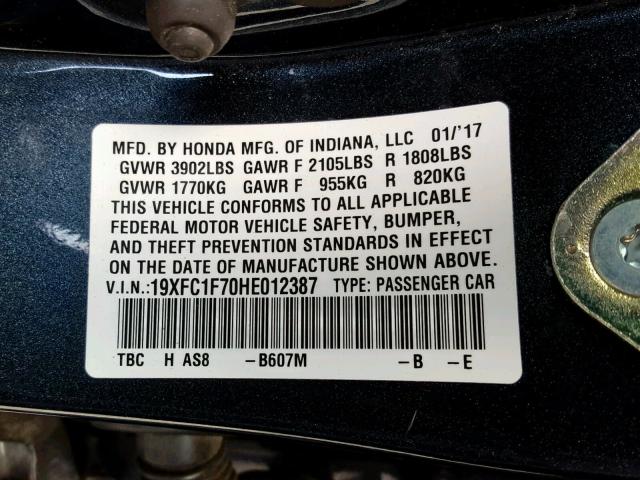 MFD. BY HONDA MFG. OF INDIANA, LLC 01/'17
GVWR 3902LBS GAWR F 2105LBS R 1808LBS
GVWR 1770KG GAWR F 955KG R 820KG
THIS VEHICLE CONFORMS TO ALL APPLICABLE
FEDERAL MOTOR VEHICLE SAFETY, BUMPER,
AND THEFT PREVENTION STANDARDS IN EFFECT
ON THE DATE OF MANUFACTURE SHOWN ABOVE.
V.I.N.:19XFC1F70HE012387 TYPE: PASSENGER CAR
TBC H AS8 -B607M -B -E